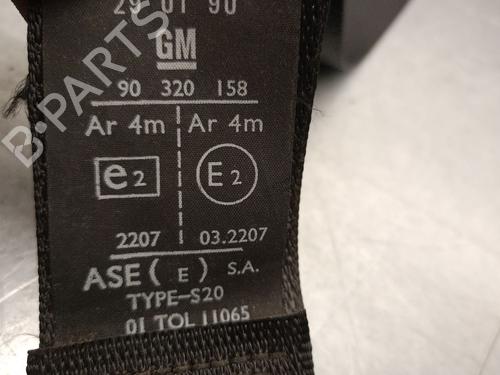 29 01 90
GM
90 320 158
Ar 4m Ar 4m
e2 E2
2207 03.2207
ASE (E) S.A.
TYPE-S20
01 TOL 11065
B-PARTS